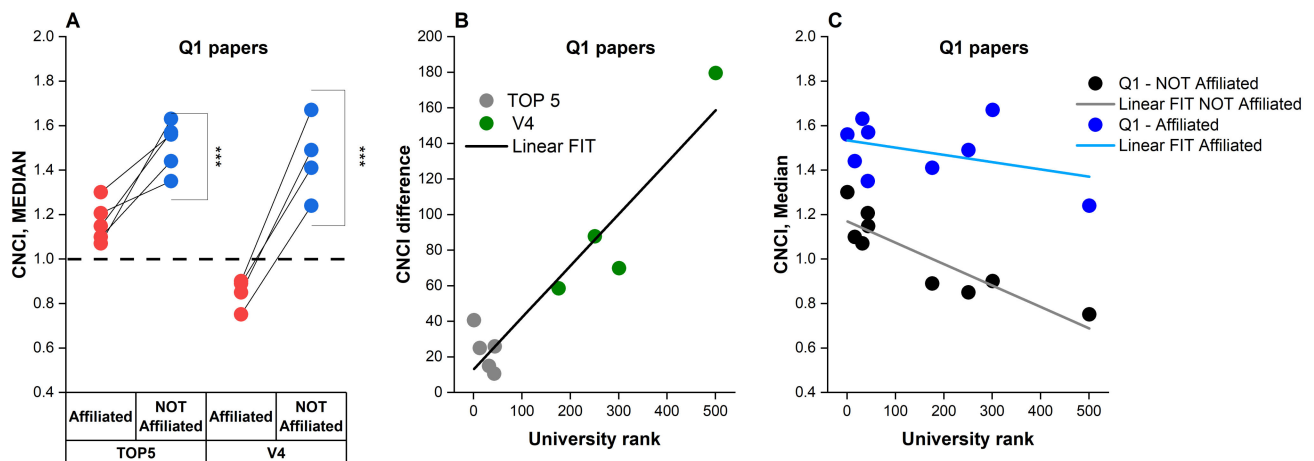 A
Q1 papers
CNCI, MEDIAN
2.0
1.8
1.6
1.4
1.2
1.0
0.8
0.6
0.4
***
***
Affiliated
NOT
Affiliated
Affiliated
NOT
Affiliated
TOP5
V4
B
Q1 papers
CNCI difference
200
180
160
140
120
100
80
60
40
20
0
TOP 5
V4
Linear FIT
0
100
200
300
400
500
University rank
C
Q1 papers
CNCI, Median
2.0
1.8
1.6
1.4
1.2
1.0
0.8
0.6
0.4
0
100
200
300
400
500
University rank
Q1 - NOT Affiliated
Linear FIT NOT Affiliated
Q1 - Affiliated
Linear FIT Affiliated